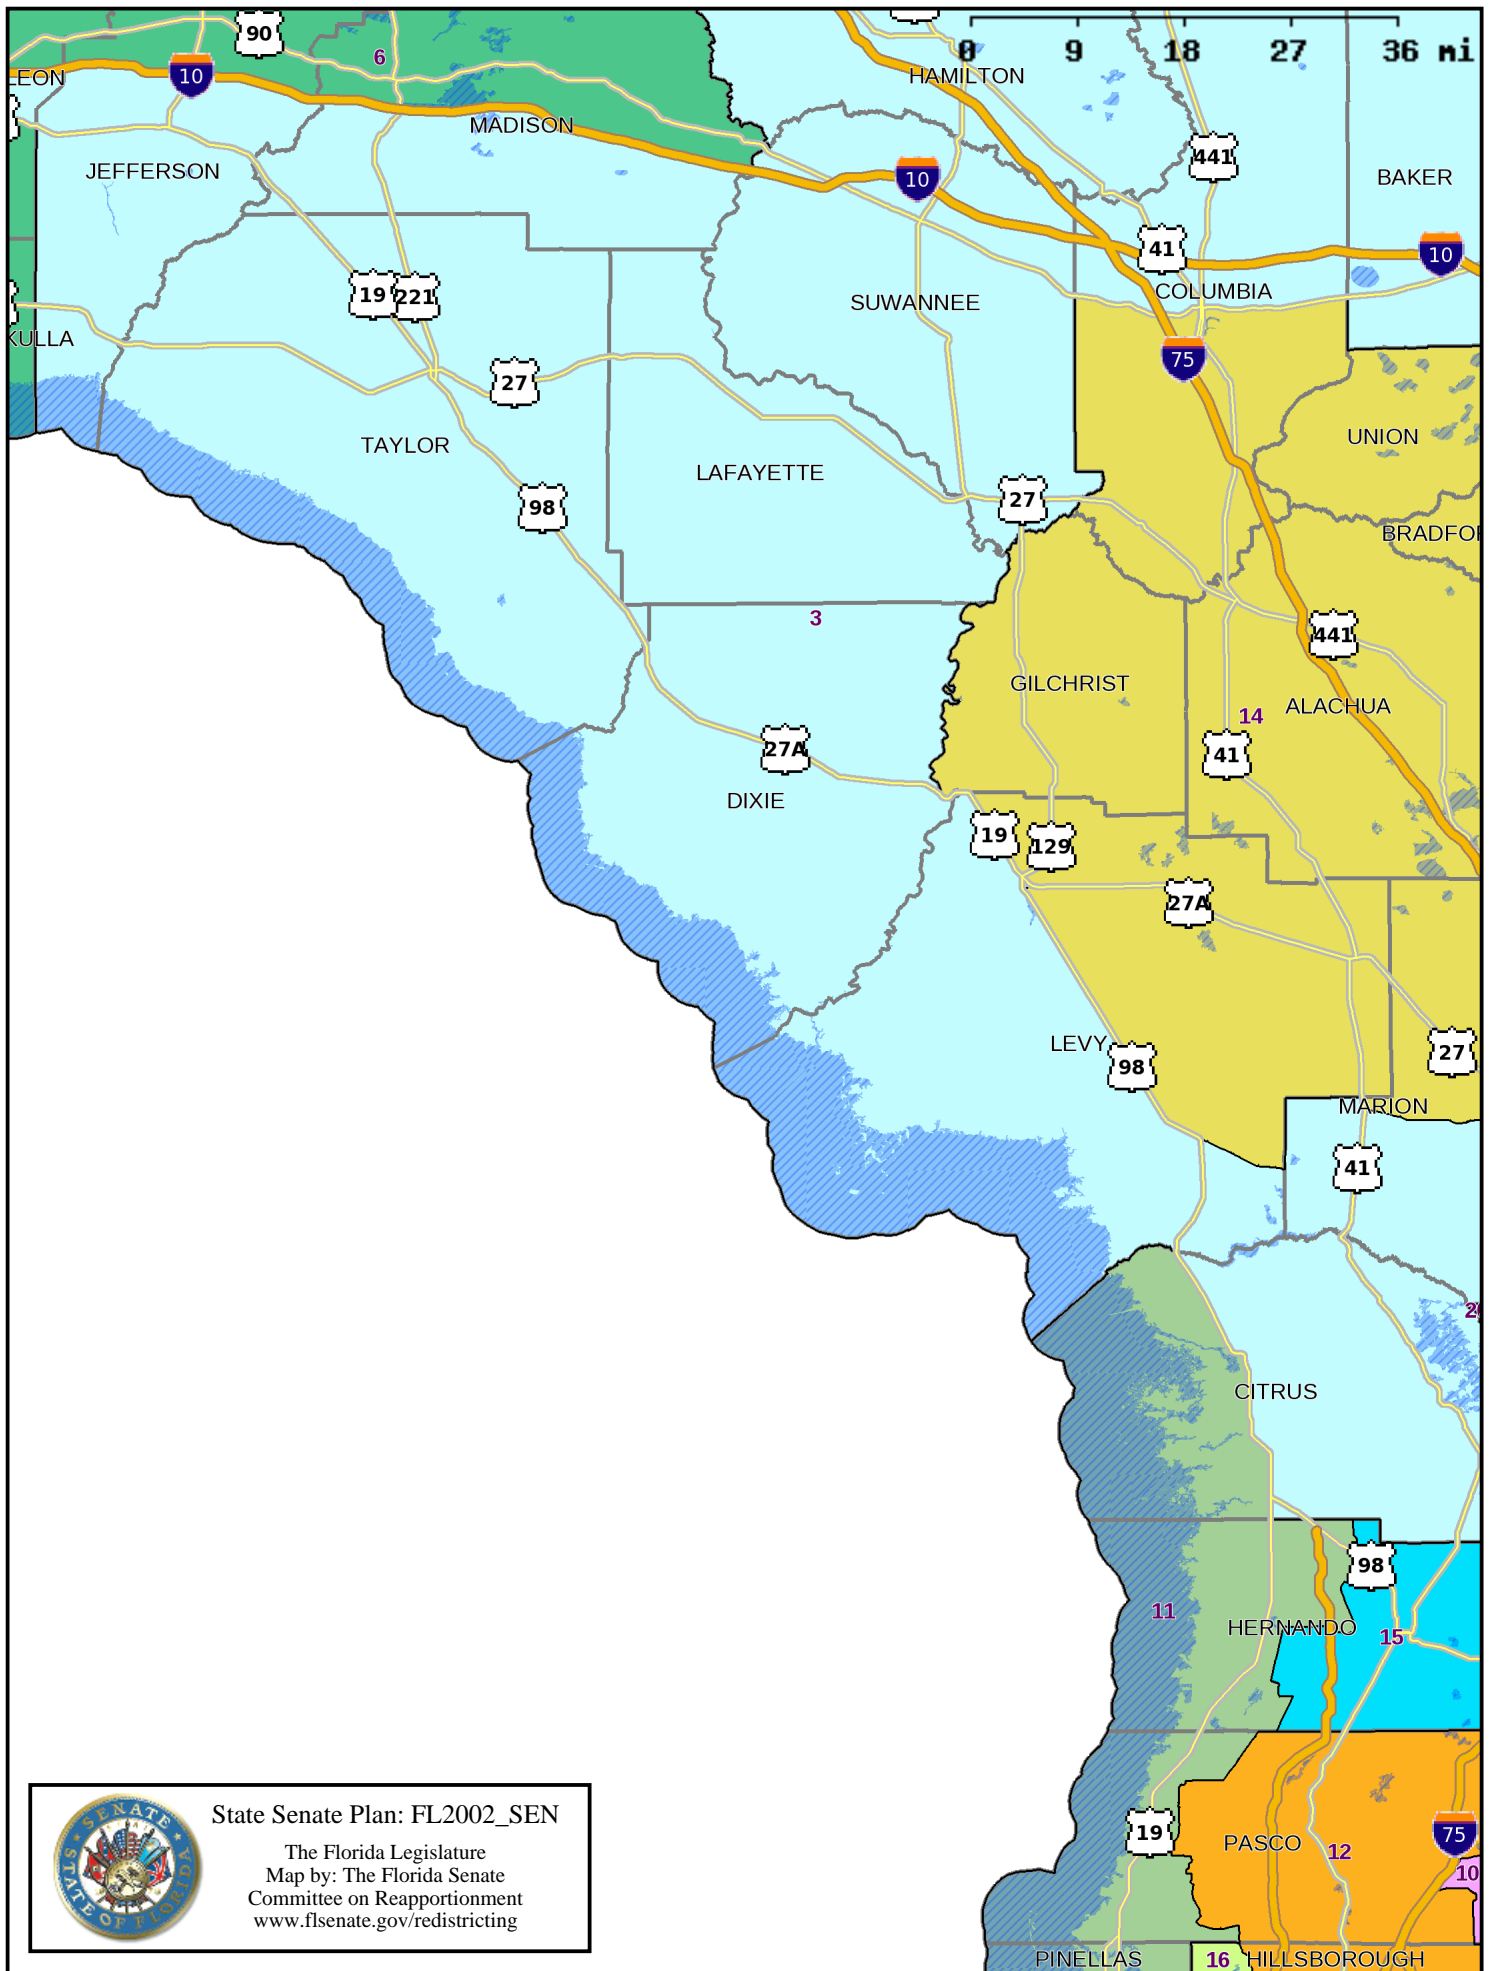 90
6
0 9 18 27 36 mi
HAMILTON
10
EON
MADISON
441
JEFFERSON
10
BAKER
41
10
19
221
COLUMBIA
SUWANNEE
KULLA
75
27
UNION
TAYLOR
LAFAYETTE
27
98
BRADFO
3
441
GILCHRIST
ALACHUA
14
27A
41
DIXIE
19
129
27A
LEVY
98
27
MARION
41
2
CITRUS
98
11
HERNANDO
15
State Senate Plan: FL2002_SEN
The Florida Legislature
Map by: The Florida Senate
Committee on Reapportionment
www.flsenate.gov/redistricting
SENATE
STATE OF FLORIDA
19
PASCO
12
75
10
PINELLAS
16
HILLSBOROUGH